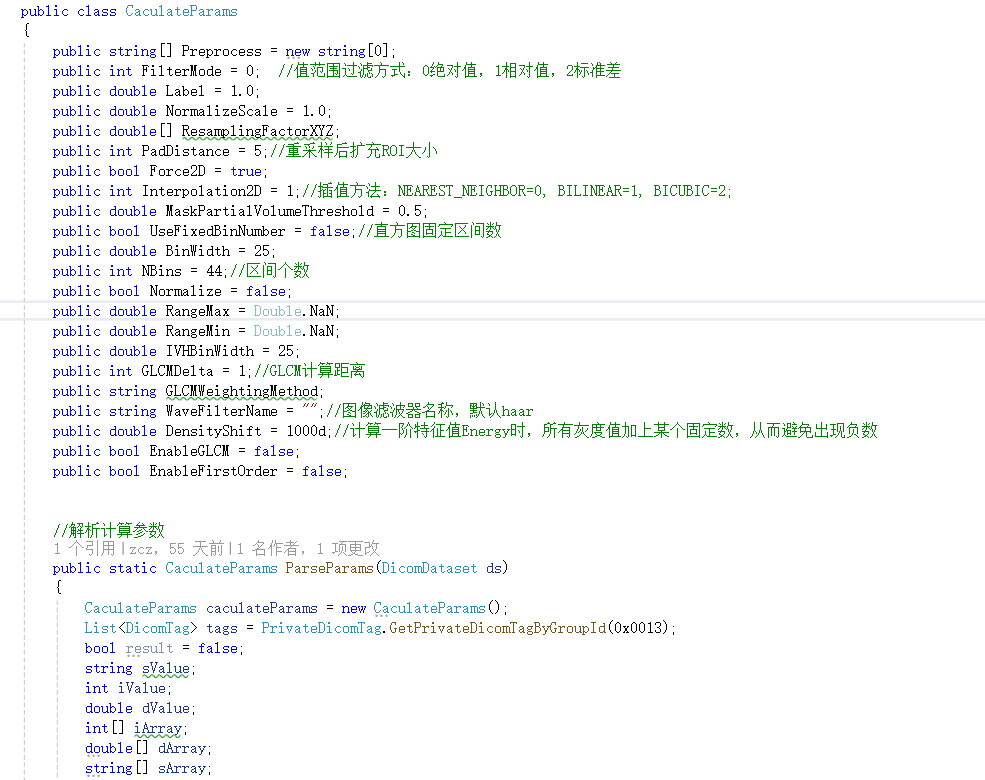 public class CaculateParams
{
public string[] Preprocess = new string[0];
public int FilterMode = 0;  //值范围过滤方式：0绝对值，1相对值，2标准差
public double Label = 1.0;
public double NormalizeScale = 1.0;
public double[] ResamplingFactorXYZ;
public int PadDistance = 5;//重采样后扩充ROI大小
public bool Force2D = true;
public int Interpolation2D = 1;//插值方法：NEAREST_NEIGHBOR=0, BILINEAR=1, BICUBIC=2;
public double MaskPartialVolumeThreshold = 0.5;
public bool UseFixedBinNumber = false;//直方图固定区间数
public double BinWidth = 25;
public int NBins = 44;//区间个数
public bool Normalize = false;
public double RangeMax = Double.NaN;
public double RangeMin = Double.NaN;
public double IVHBinWidth = 25;
public int GLCMDelta = 1;//GLCM计算距离
public string GLCMWeightingMethod;
public string WaveFilterName = "";//图像滤波器名称，默认haar
public double DensityShift = 1000d;//计算一阶特征值Energy时，所有灰度值加上某个固定数，从而避免出现负数
public bool EnableGLCM = false;
public bool EnableFirstOrder = false;
//解析计算参数
1 个引用|zcz，55 天前|1 名作者，1 项更改
public static CaculateParams ParseParams(DicomDataset ds)
{
CaculateParams caculateParams = new CaculateParams();
List<DicomTag> tags = PrivateDicomTag.GetPrivateDicomTagByGroupId(0x0013);
bool result = false;
string sValue;
int iValue;
double dValue;
int[] iArray;
double[] dArray;
string[] sArray;